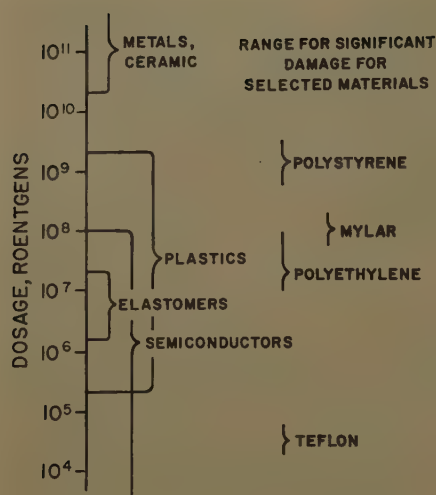 METALS,
CERAMIC
RANGE FOR SIGNIFICANT
DAMAGE FOR
SELECTED MATERIALS
DOSAGE, ROENTGENS
10¹¹
10¹⁰
10⁹
10⁸
10⁷
10⁶
10⁵
10⁴
POLYSTYRENE
MYLAR
PLASTICS
POLYETHYLENE
ELASTOMERS
SEMICONDUCTORS
TEFLON